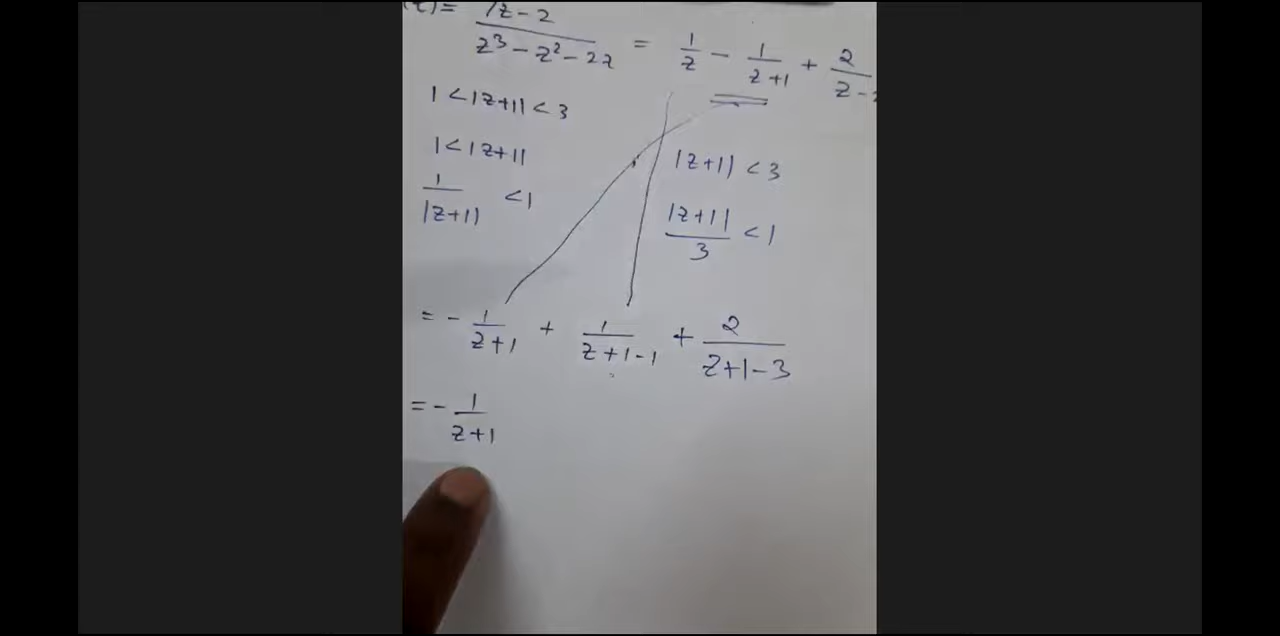 (z)= 7z-2 / z³-z²-2z = 1/z - 1/z+1 + 2/z-
1<|z+1|<3
1<|z+1| |z+1|<3
1/|z+1| <1 |z+1|/3 <1
= - 1/z+1 + 1/z+1-1 + 2/z+1-3
= - 1/z+1